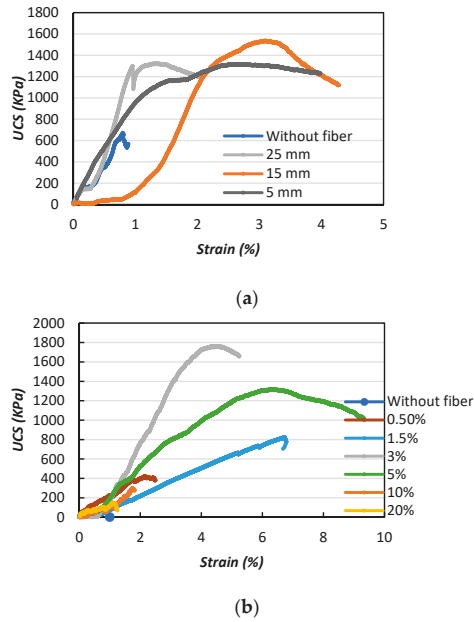 (a)
1600
1400
1200
1000
800
600
400
200
0
UCS (KPa)
Without fiber
25 mm
15 mm
5 mm
0 1 2 3 4 5
Strain (%)
(a)
2000
1800
1600
1400
1200
1000
800
600
400
200
0
UCS (KPa)
Without fiber
0.50%
1.5%
3%
5%
10%
20%
0 2 4 6 8 10
Strain (%)
(b)